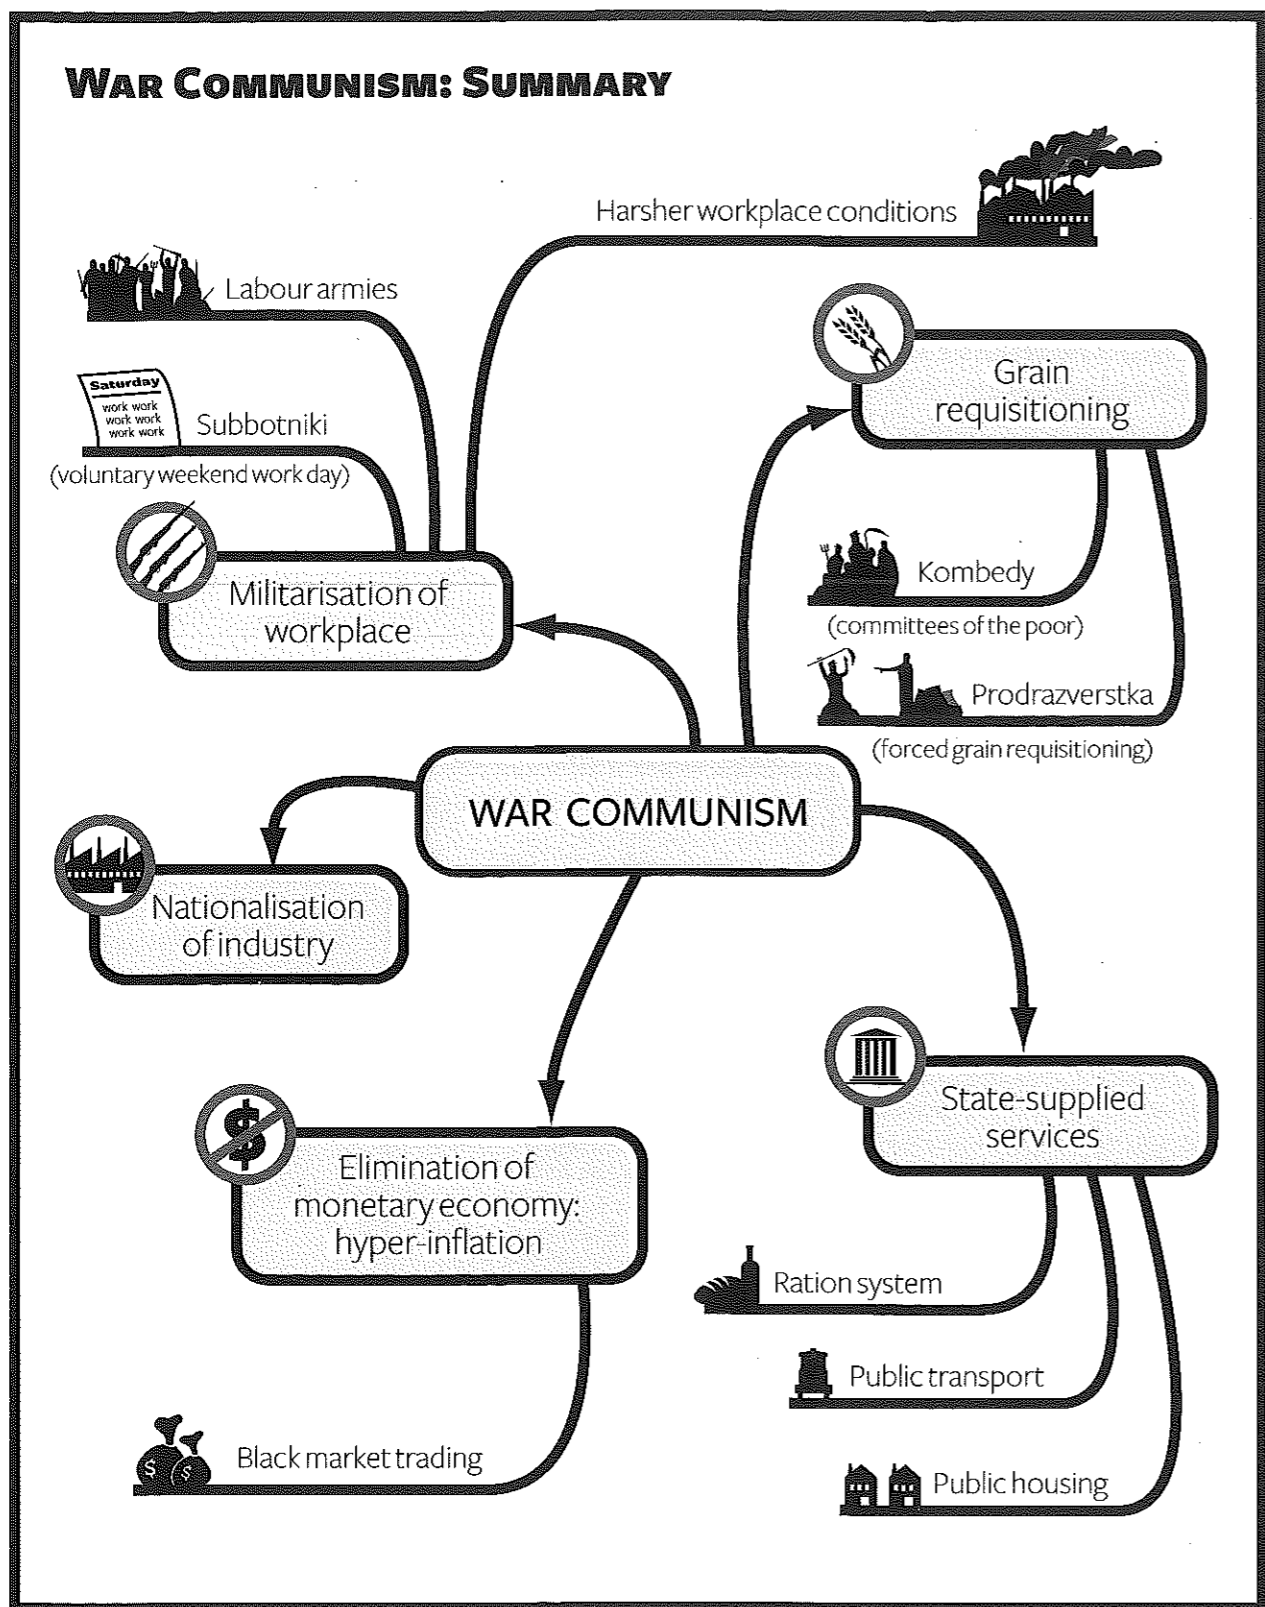 WAR COMMUNISM: SUMMARY
Harsher workplace conditions
Labour armies
Saturday
work work
work work
work work
Subbotniki
(voluntary weekend work day)
Militarisation of
workplace
Grain
requisitioning
Kombedy
(committees of the poor)
Prodrazverstka
(forced grain requisitioning)
WAR COMMUNISM
Nationalisation
of industry
Elimination of
monetary economy:
hyper-inflation
Black market trading
State-supplied
services
Ration system
Public transport
Public housing